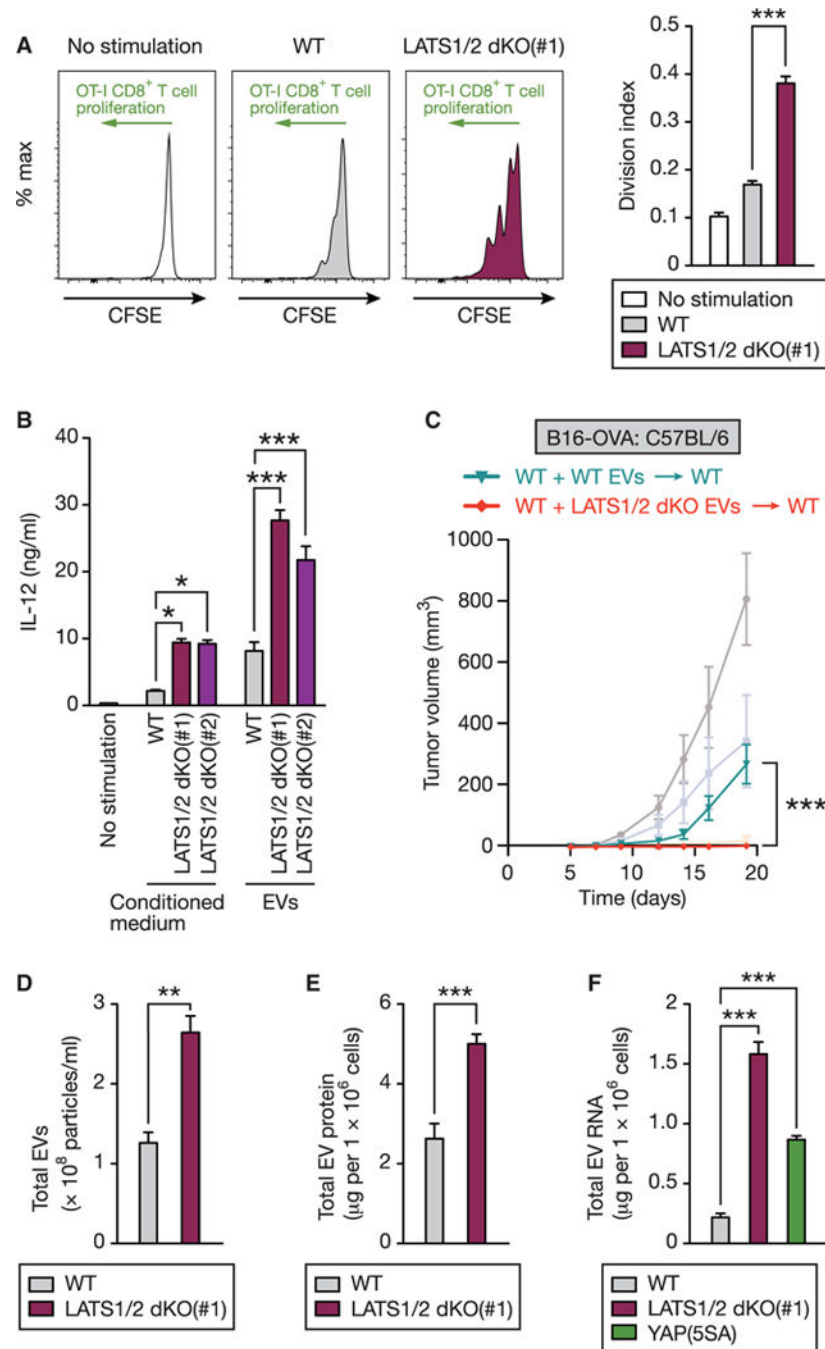 A
No stimulation
WT
LATS1/2 dKO(#1)
OT-I CD8+ T cell
proliferation
OT-I CD8+ T cell
proliferation
OT-I CD8+ T cell
proliferation
% max
CFSE
CFSE
CFSE
***
Division index
0.5
0.4
0.3
0.2
0.1
0
No stimulation
WT
LATS1/2 dKO(#1)
B
IL-12 (ng/ml)
40
30
20
10
0
*
*
***
***
No stimulation
WT
LATS1/2 dKO(#1)
LATS1/2 dKO(#2)
WT
LATS1/2 dKO(#1)
LATS1/2 dKO(#2)
Conditioned
medium
EVs
C
B16-OVA: C57BL/6
WT + WT EVs → WT
WT + LATS1/2 dKO EVs → WT
Tumor volume (mm3)
1000
800
600
400
200
0
***
0 5 10 15 20
Time (days)
D
Total EVs
(× 10^8 particles/ml)
3
2
1
0
**
WT
LATS1/2 dKO(#1)
E
Total EV protein
(μg per 1 × 10^6 cells)
6
4
2
0
***
WT
LATS1/2 dKO(#1)
F
Total EV RNA
(μg per 1 × 10^6 cells)
2
1.5
1
0.5
0
***
***
WT
LATS1/2 dKO(#1)
YAP(5SA)